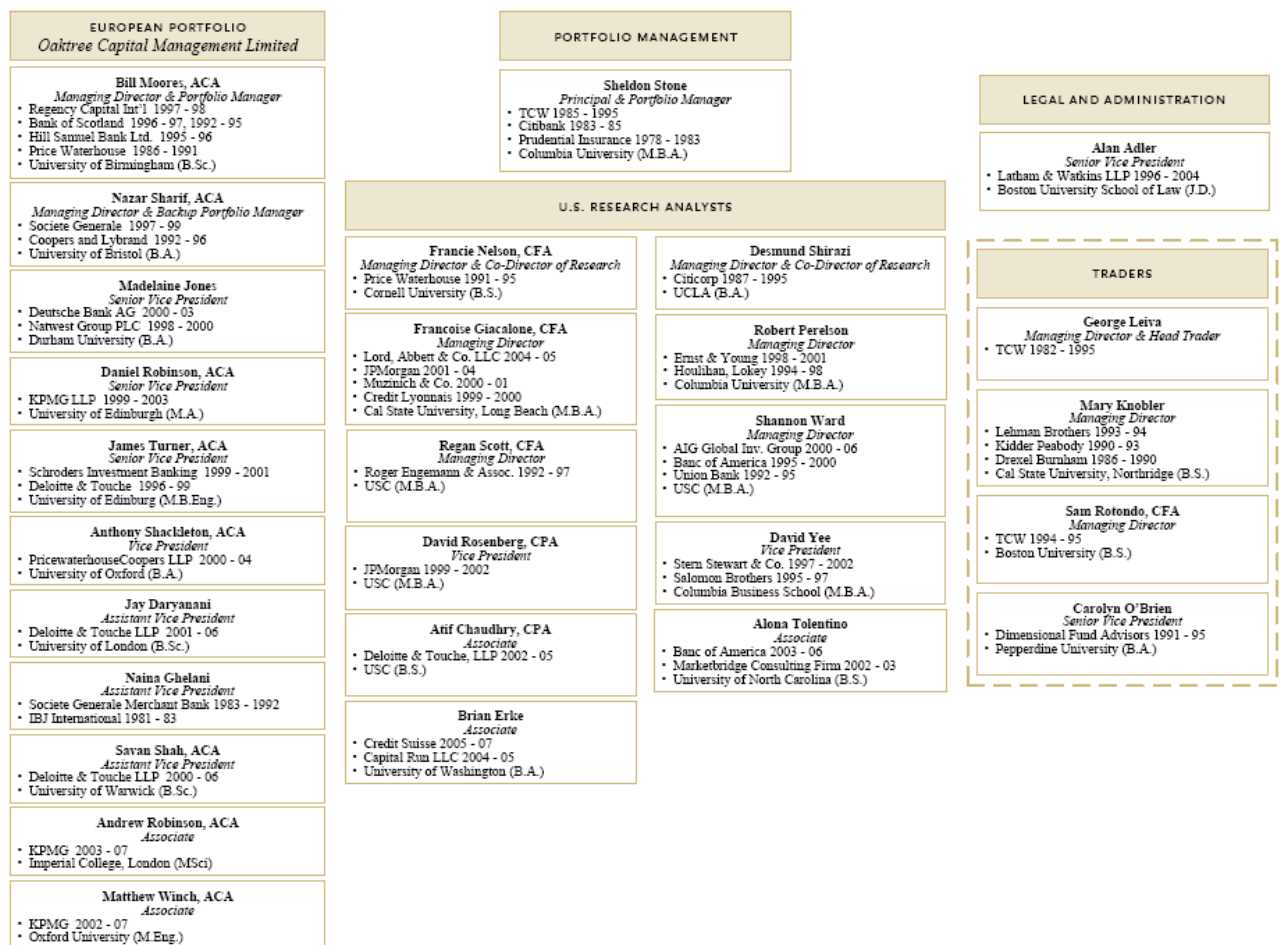 EUROPEAN PORTFOLIO
Oaktree Capital Management Limited
Bill Moores, ACA
Managing Director & Portfolio Manager
• Regency Capital Int'l 1997 - 98
• Bank of Scotland 1996 - 97, 1992 - 95
• Hill Samuel Bank Ltd. 1995 - 96
• Price Waterhouse 1986 - 1991
• University of Birmingham (B.Sc.)
Nazar Sharif, ACA
Managing Director & Backup Portfolio Manager
• Societe Generale 1997 - 99
• Coopers and Lybrand 1992 - 96
• University of Bristol (B.A.)
Madelaine Jones
Senior Vice President
• Deutsche Bank AG 2000 - 03
• Natwest Group PLC 1998 - 2000
• Durham University (B.A.)
Daniel Robinson, ACA
Senior Vice President
• KPMG LLP 1999 - 2003
• University of Edinburgh (M.A.)
James Turner, ACA
Senior Vice President
• Schroders Investment Banking 1999 - 2001
• Deloitte & Touche 1996 - 99
• University of Edinburg (M.B.Eng.)
Anthony Shackleton, ACA
Vice President
• PricewaterhouseCoopers LLP 2000 - 04
• University of Oxford (B.A.)
Jay Daryanani
Assistant Vice President
• Deloitte & Touche LLP 2001 - 06
• University of London (B.Sc.)
Naina Ghelani
Assistant Vice President
• Societe Generale Merchant Bank 1983 - 1992
• IBJ International 1981 - 83
Savan Shah, ACA
Assistant Vice President
• Deloitte & Touche LLP 2000 - 06
• University of Warwick (B.Sc.)
Andrew Robinson, ACA
Associate
• KPMG 2003 - 07
• Imperial College, London (MSci)
Matthew Winch, ACA
Associate
• KPMG 2002 - 07
• Oxford University (M.Eng.)
PORTFOLIO MANAGEMENT
Sheldon Stone
Principal & Portfolio Manager
• TCW 1985 - 1995
• Citibank 1983 - 85
• Prudential Insurance 1978 - 1983
• Columbia University (M.B.A.)
U.S. RESEARCH ANALYSTS
Francie Nelson, CFA
Managing Director & Co-Director of Research
• Price Waterhouse 1991 - 95
• Cornell University (B.S.)
Francoise Giacalone, CFA
Managing Director
• Lord, Abbett & Co. LLC 2004 - 05
• JPMorgan 2001 - 04
• Muzinich & Co. 2000 - 01
• Credit Lyonnais 1999 - 2000
• Cal State University, Long Beach (M.B.A.)
Regan Scott, CFA
Managing Director
• Roger Engemann & Assoc. 1992 - 97
• USC (M.B.A.)
David Rosenberg, CPA
Vice President
• JPMorgan 1999 - 2002
• USC (M.B.A.)
Atif Chaudhry, CPA
Associate
• Deloitte & Touche, LLP 2002 - 05
• USC (B.S.)
Brian Erke
Associate
• Credit Suisse 2005 - 07
• Capital Run LLC 2004 - 05
• University of Washington (B.A.)
Desmund Shirazi
Managing Director & Co-Director of Research
• Citicorp 1987 - 1995
• UCLA (B.A.)
Robert Perelson
Managing Director
• Ernst & Young 1998 - 2001
• Houlihan, Lokey 1994 - 98
• Columbia University (M.B.A.)
Shannon Ward
Managing Director
• AIG Global Inv. Group 2000 - 06
• Banc of America 1995 - 2000
• Union Bank 1992 - 95
• USC (M.B.A.)
David Yee
Vice President
• Stern Stewart & Co. 1997 - 2002
• Salomon Brothers 1995 - 97
• Columbia Business School (M.B.A.)
Alona Tolentino
Associate
• Banc of America 2003 - 06
• Marketbridge Consulting Firm 2002 - 03
• University of North Carolina (B.S.)
LEGAL AND ADMINISTRATION
Alan Adler
Senior Vice President
• Latham & Watkins LLP 1996 - 2004
• Boston University School of Law (J.D.)
TRADERS
George Leiva
Managing Director & Head Trader
• TCW 1982 - 1995
Mary Knobler
Managing Director
• Lehman Brothers 1993 - 94
• Kidder Peabody 1990 - 93
• Drexel Burnham 1986 - 1990
• Cal State University, Northridge (B.S.)
Sam Rotondo, CFA
Managing Director
• TCW 1994 - 95
• Boston University (B.S.)
Carolyn O'Brien
Senior Vice President
• Dimensional Fund Advisors 1991 - 95
• Pepperdine University (B.A.)